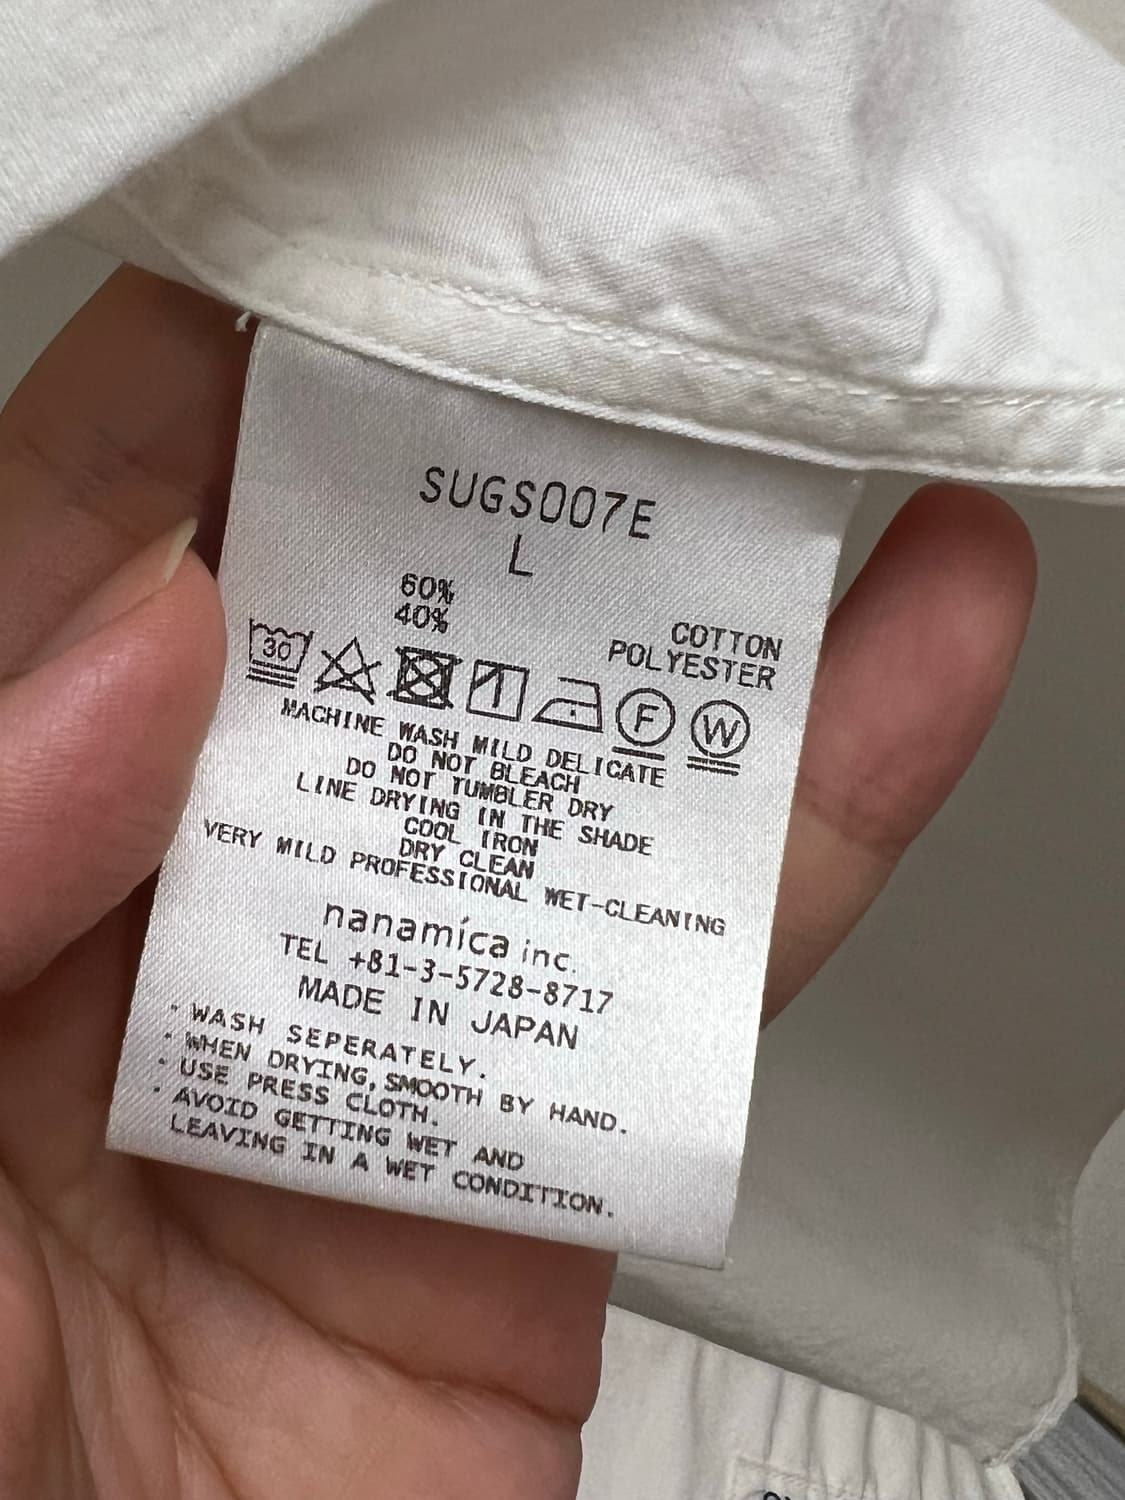 SUGS007E
L
60% COTTON
40% POLYESTER
30 F W
MACHINE WASH MILD DELICATE
DO NOT BLEACH
DO NOT TUMBLER DRY
LINE DRYING IN THE SHADE
COOL IRON
DRY CLEAN
VERY MILD PROFESSIONAL WET-CLEANING
nanamica inc.
TEL +81-3-5728-8717
MADE IN JAPAN
・WASH SEPERATELY.
・WHEN DRYING, SMOOTH BY HAND.
・USE PRESS CLOTH.
・AVOID GETTING WET AND
LEAVING IN A WET CONDITION.